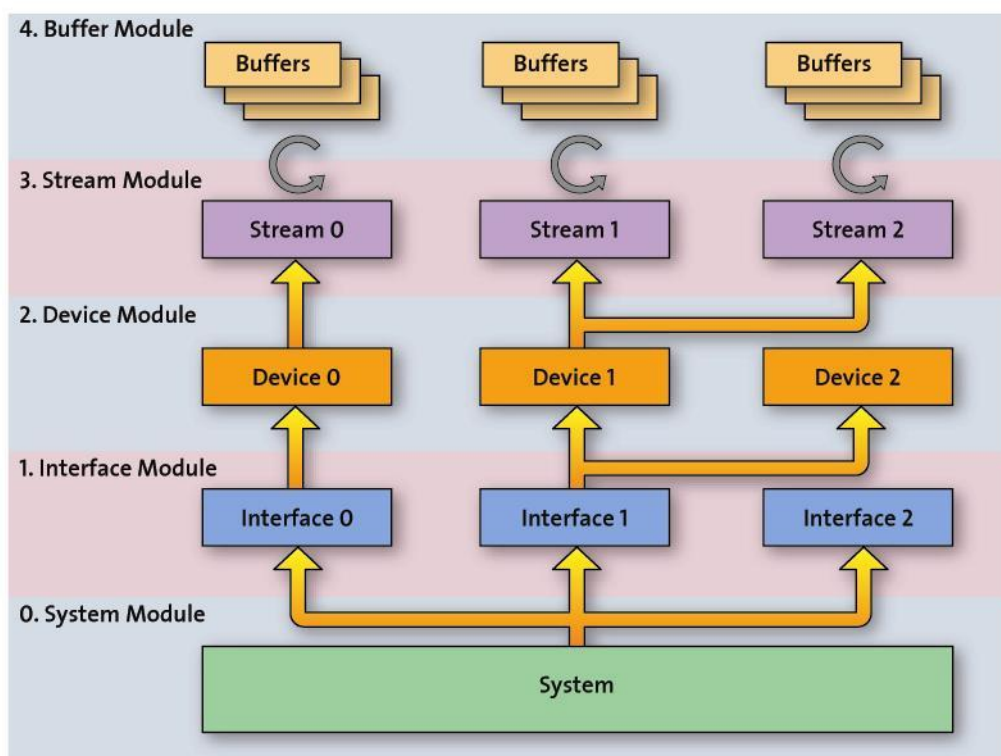 4. Buffer Module
Buffers
Buffers
Buffers
3. Stream Module
Stream 0
Stream 1
Stream 2
2. Device Module
Device 0
Device 1
Device 2
1. Interface Module
Interface 0
Interface 1
Interface 2
0. System Module
System